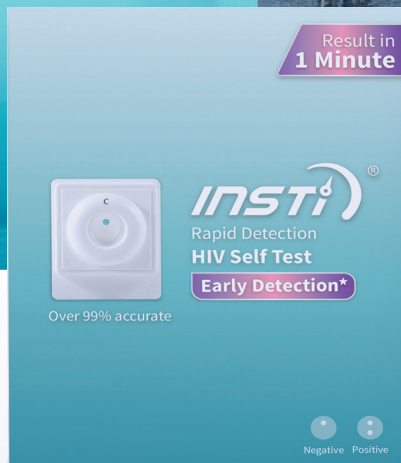 Result in
1 Minute
C
INSTI®
Rapid Detection
HIV Self Test
Early Detection*
Over 99% accurate
Negative Positive